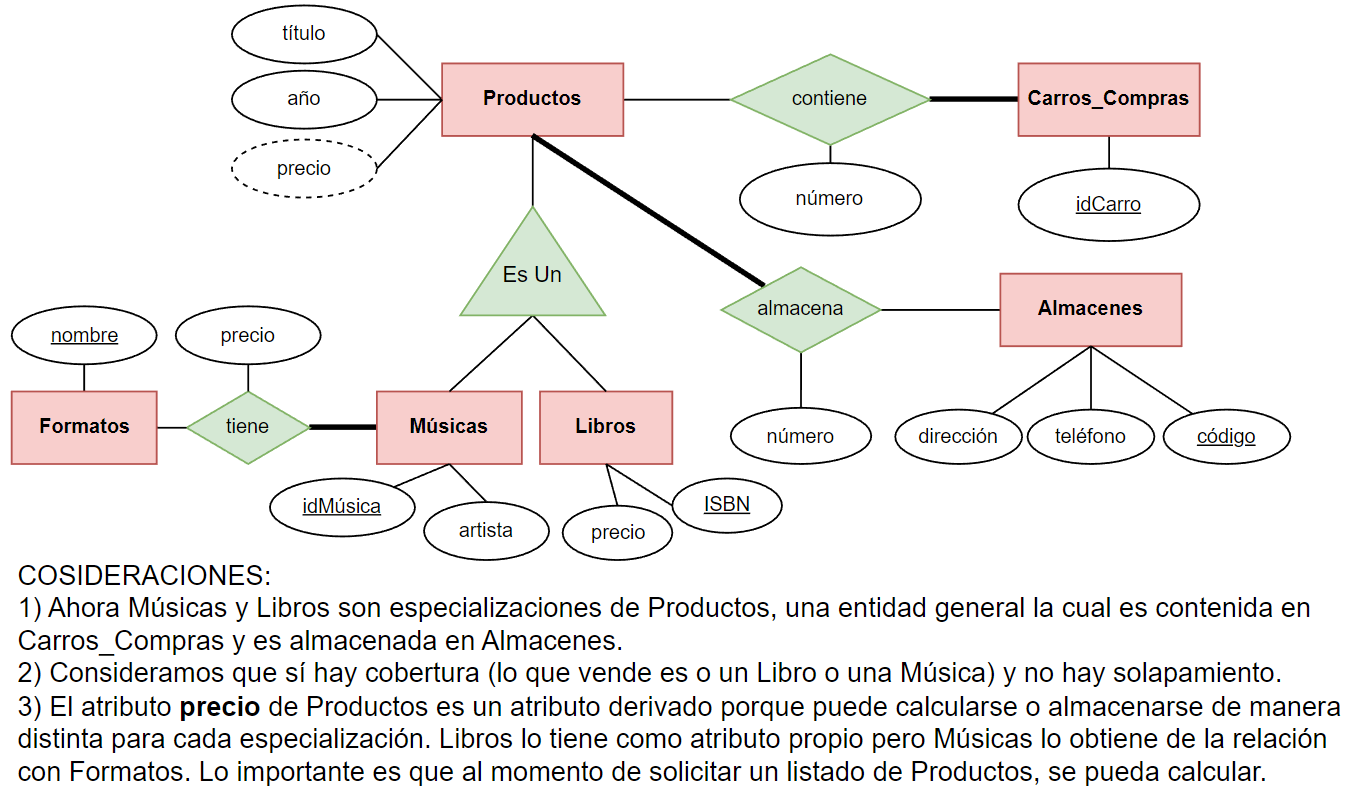 título
Productos
contiene
Carros_Compras
año
precio
número
idCarro
Es Un
almacena
Almacenes
nombre
precio
Formatos
tiene
Músicas
Libros
número
dirección
teléfono
código
idMúsica
artista
precio
ISBN
COSIDERACIONES:
1) Ahora Músicas y Libros son especializaciones de Productos, una entidad general la cual es contenida en
Carros_Compras y es almacenada en Almacenes.
2) Consideramos que sí hay cobertura (lo que vende es o un Libro o una Música) y no hay solapamiento.
3) El atributo precio de Productos es un atributo derivado porque puede calcularse o almacenarse de manera
distinta para cada especialización. Libros lo tiene como atributo propio pero Músicas lo obtiene de la relación
con Formatos. Lo importante es que al momento de solicitar un listado de Productos, se pueda calcular.